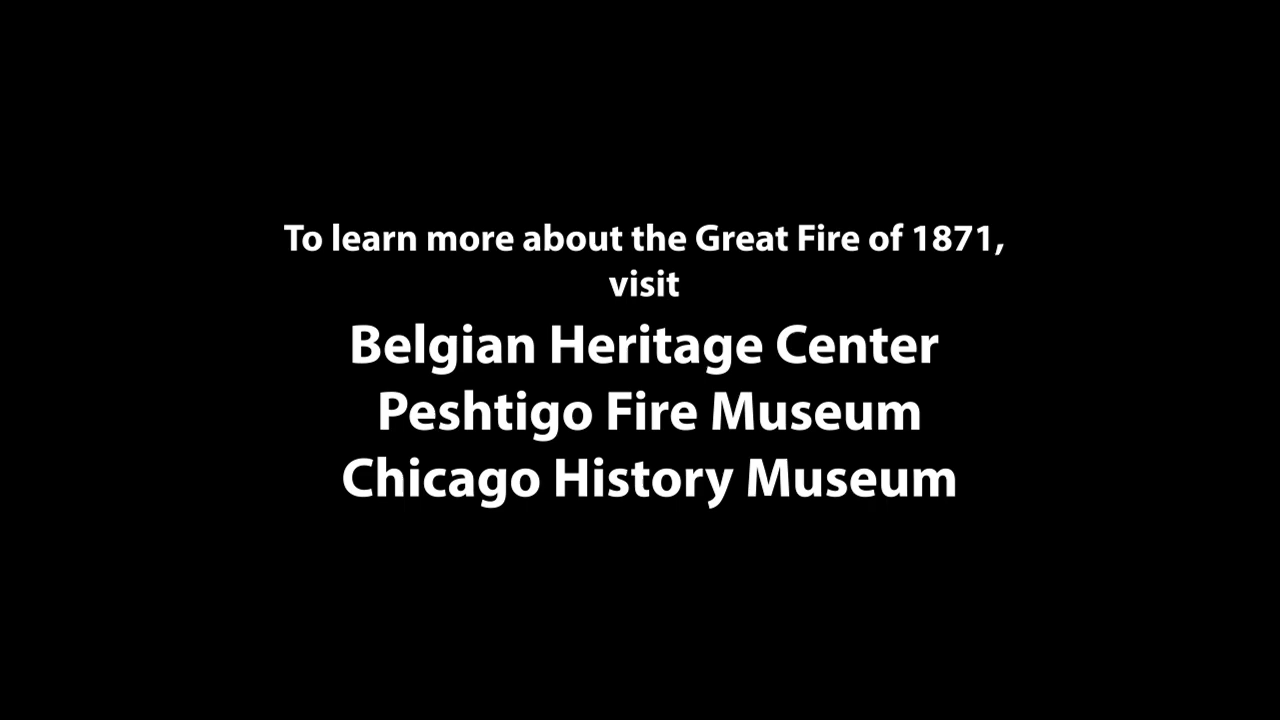 To learn more about the Great Fire of 1871,
visit
Belgian Heritage Center
Peshtigo Fire Museum
Chicago History Museum